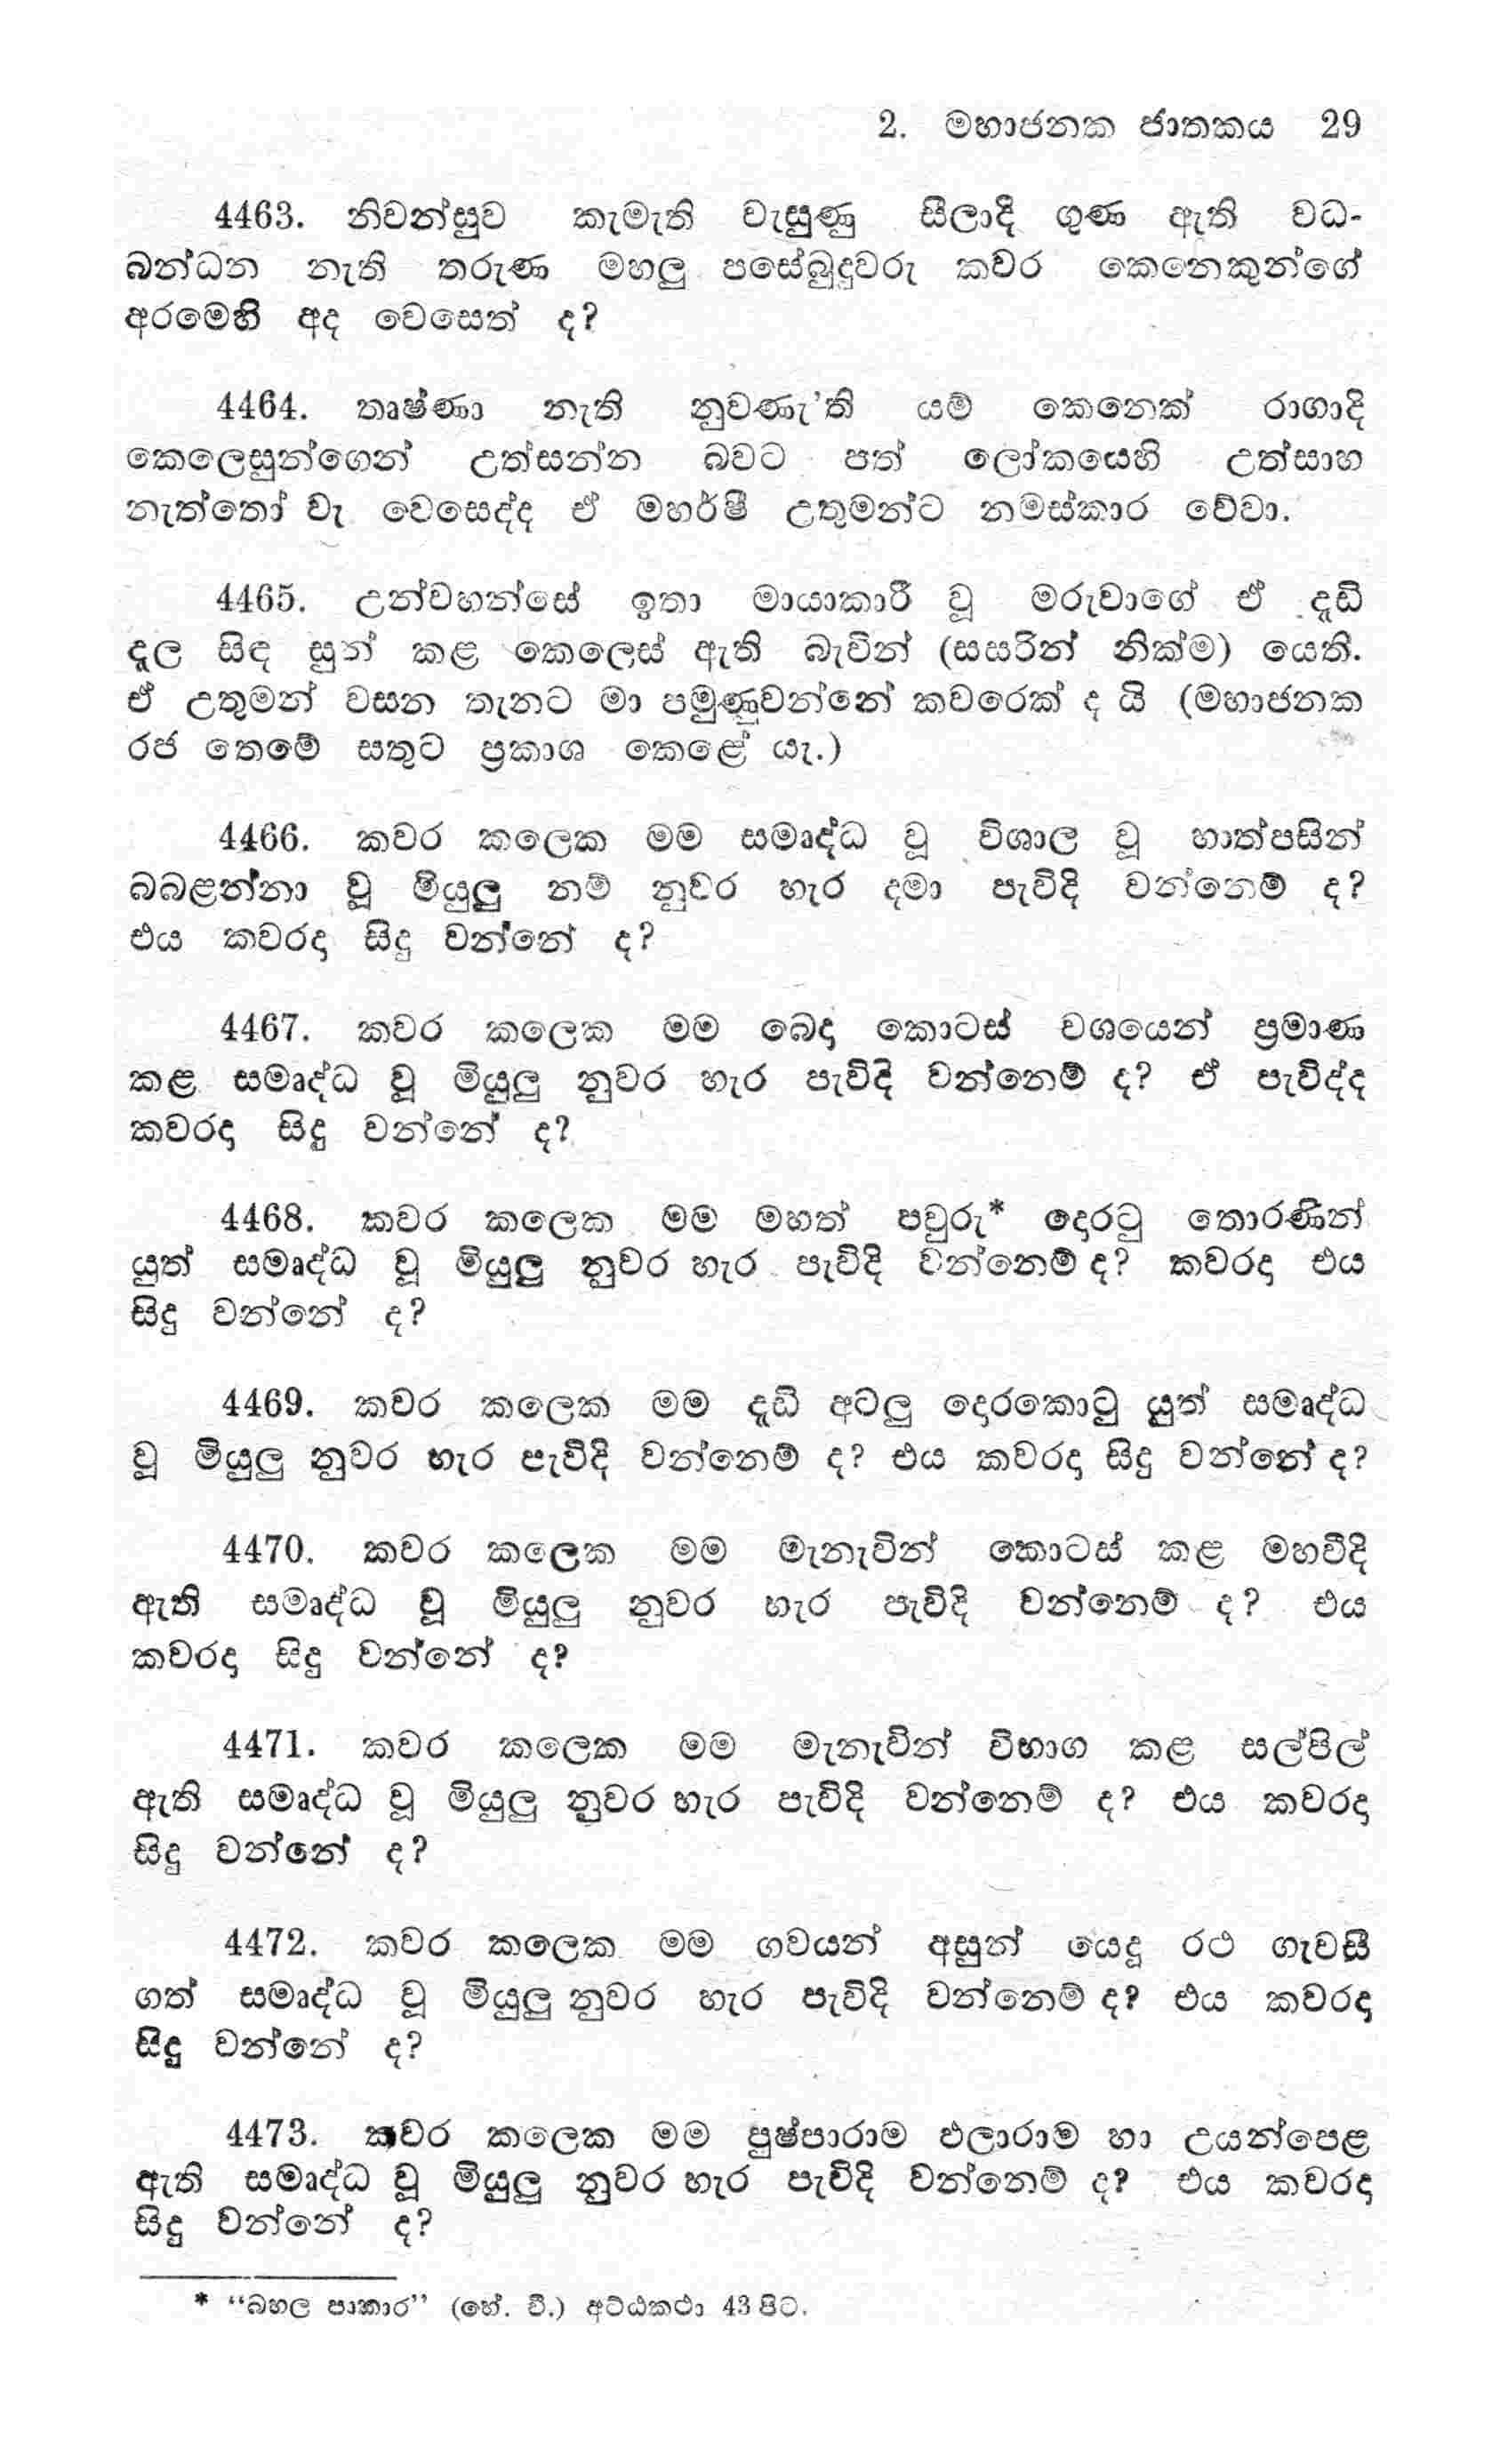 2. මහාජනක ජාතකය 29
4463. නිවන්සුව කැමැති වැසුණු සීලාදි ගුණ ඇති වධ-
බන්ධන නැති තරුණ මහලු පසේබුදුවරු කවර කෙනෙකුන්ගේ
අරමෙහි අද වෙසෙත් ද?
4464. තෘෂ්ණා නැති නුවණැ’ති යම් කෙනෙක් රාගාදි
කෙලෙසුන්ගෙන් උත්සන්න බවට පත් ලෝකයෙහි උත්සාහ
නැත්තෝ වැ වෙසෙද්ද ඒ මහර්ෂී උතුමන්ට නමස්කාර වේවා.
4465. උන්වහන්සේ ඉතා මායාකාරී වූ මරුවාගේ ඒ දැඩි
දැල සිඳ සුන් කළ කෙලෙස් ඇති බැවින් (සසරින් නික්ම) යෙති.
ඒ උතුමන් වසන තැනට මා පමුණුවන්නේ කවරෙක් ද යි (මහාජනක
රජ තෙමේ සතුට ප්‍රකාශ කෙළේ යැ.)
4466. කවර කලෙක මම සමෘද්ධ වූ විශාල වූ හාත්පසින්
බබළන්නා වූ මියුලු නම් නුවර හැර දමා පැවිදි වන්නෙම් ද?
එය කවරදා සිදු වන්නේ ද?
4467. කවර කලෙක මම බෙදා කොටස් වශයෙන් ප්‍රමාණ
කළ සමෘද්ධ වූ මියුලු නුවර හැර පැවිදි වන්නෙම් ද? ඒ පැවිද්ද
කවරදා සිදු වන්නේ ද?
4468. කවර කලෙක මම මහත් පවුරු* දොරටු තොරණින්
යුත් සමෘද්ධ වූ මියුලු නුවර හැර පැවිදි වන්නෙම් ද? කවරදා එය
සිදු වන්නේ ද?
4469. කවර කලෙක මම දැඩි අටලු දොරකොටු යුත් සමෘද්ධ
වූ මියුලු නුවර හැර පැවිදි වන්නෙම් ද? එය කවරදා සිදු වන්නේ ද?
4470. කවර කලෙක මම මැනැවින් කොටස් කළ මහවීදි
ඇති සමෘද්ධ වූ මියුලු නුවර හැර පැවිදි වන්නෙම් ද? එය
කවරදා සිදු වන්නේ ද?
4471. කවර කලෙක මම මැනැවින් විභාග කළ සල්පිල්
ඇති සමෘද්ධ වූ මියුලු නුවර හැර පැවිදි වන්නෙම් ද? එය කවරදා
සිදු වන්නේ ද?
4472. කවර කලෙක මම ගවයන් අසුන් යෙදූ රථ ගැවසී
ගත් සමෘද්ධ වූ මියුලු නුවර හැර පැවිදි වන්නෙම් ද? එය කවරදා
සිදු වන්නේ ද?
4473. කවර කලෙක මම පුෂ්පාරාම ඵලාරාම හා උයන්පෙළ
ඇති සමෘද්ධ වූ මියුලු නුවර හැර පැවිදි වන්නෙම් ද? එය කවරදා
සිදු වන්නේ ද?
* “බහල පාකාර” (හේ. වී.) අට්ඨකථා 43 පිට.